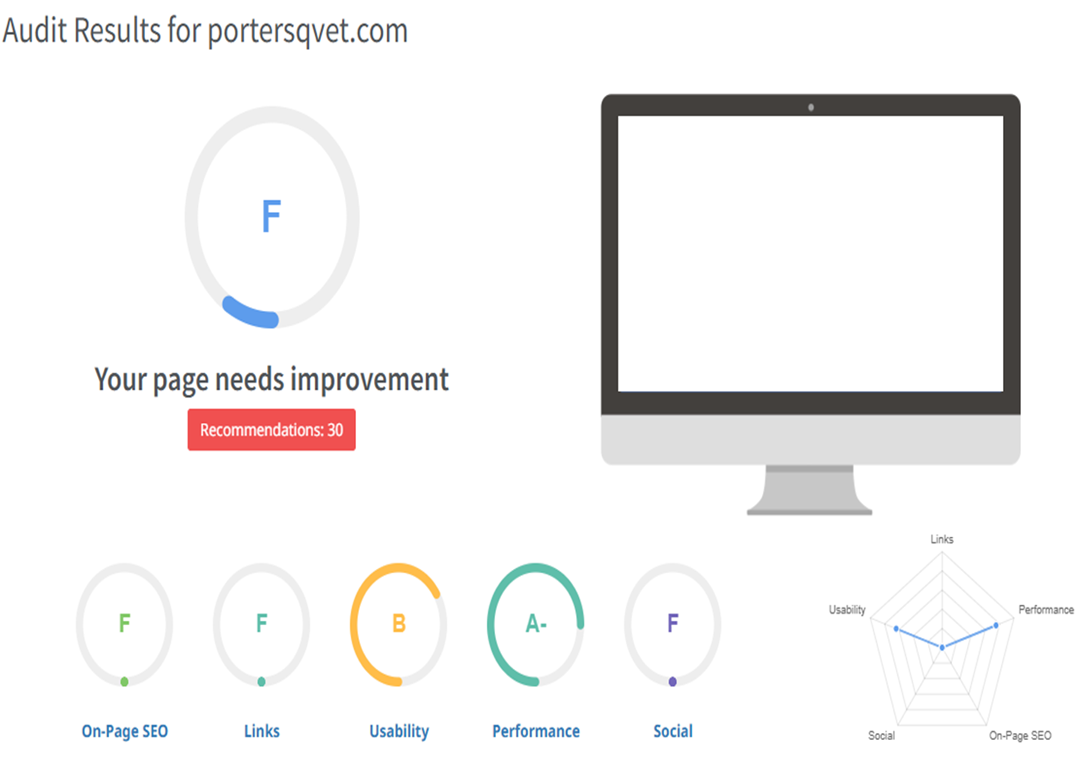 Audit Results for portersqvet.com
F
Your page needs improvement
Recommendations: 30
F
F
B
A-
F
On-Page SEO
Links
Usability
Performance
Social
Links
Usability
Performance
Social
On-Page SEO